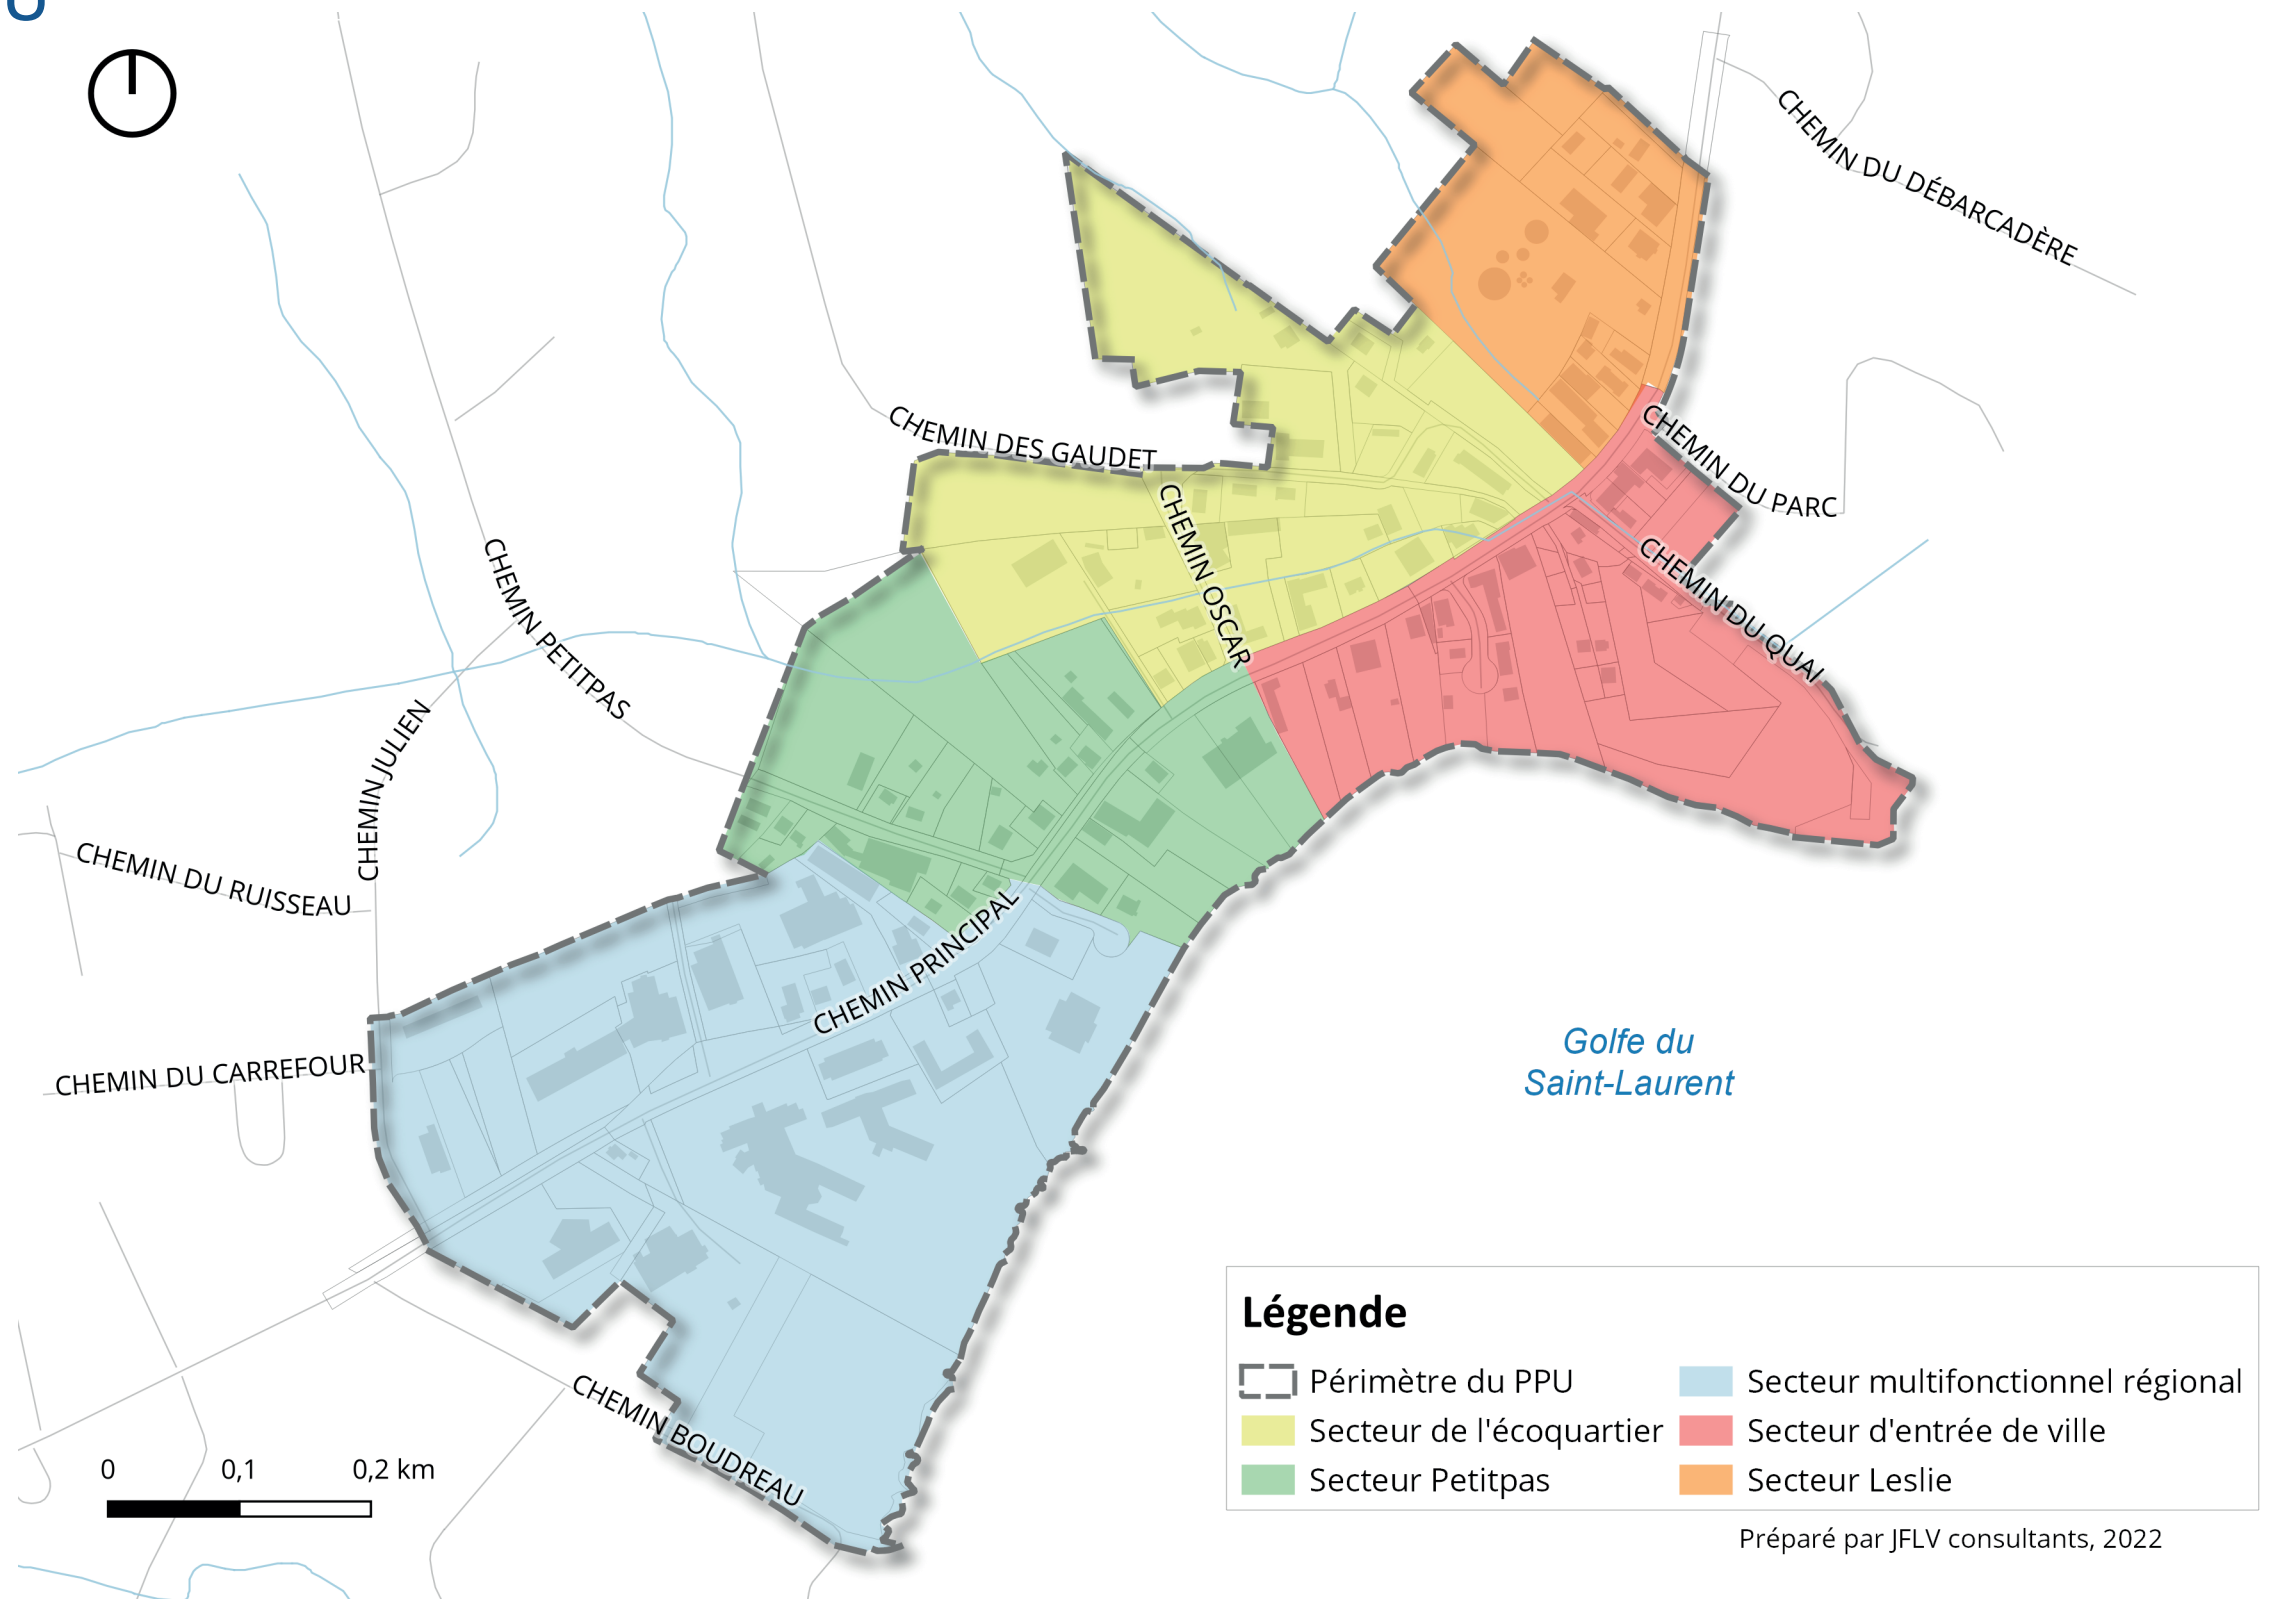 CHEMIN DU DÉBARCADÈRE
CHEMIN DES GAUDET
CHEMIN DU PARC
CHEMIN OSCAR
CHEMIN PETITPAS
CHEMIN DU QUAI
CHEMIN JULIEN
CHEMIN DU RUISSEAU
CHEMIN PRINCIPAL
CHEMIN DU CARREFOUR
Golfe du
Saint-Laurent
CHEMIN BOUDREAU
0 0,1 0,2 km
Légende
Périmètre du PPU
Secteur de l'écoquartier
Secteur Petitpas
Secteur multifonctionnel régional
Secteur d'entrée de ville
Secteur Leslie
Préparé par JFLV consultants, 2022